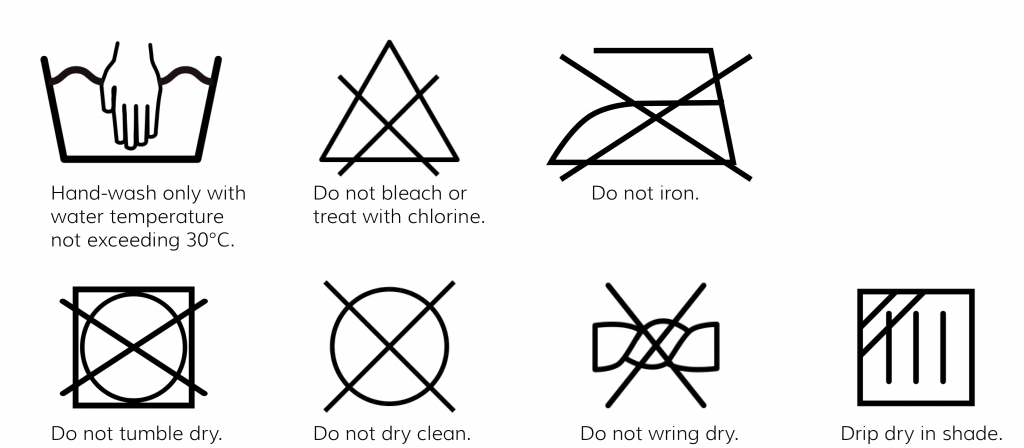 Hand-wash only with
water temperature
not exceeding 30°C.
Do not bleach or
treat with chlorine.
Do not iron.
Do not tumble dry.
Do not dry clean.
Do not wring dry.
Drip dry in shade.